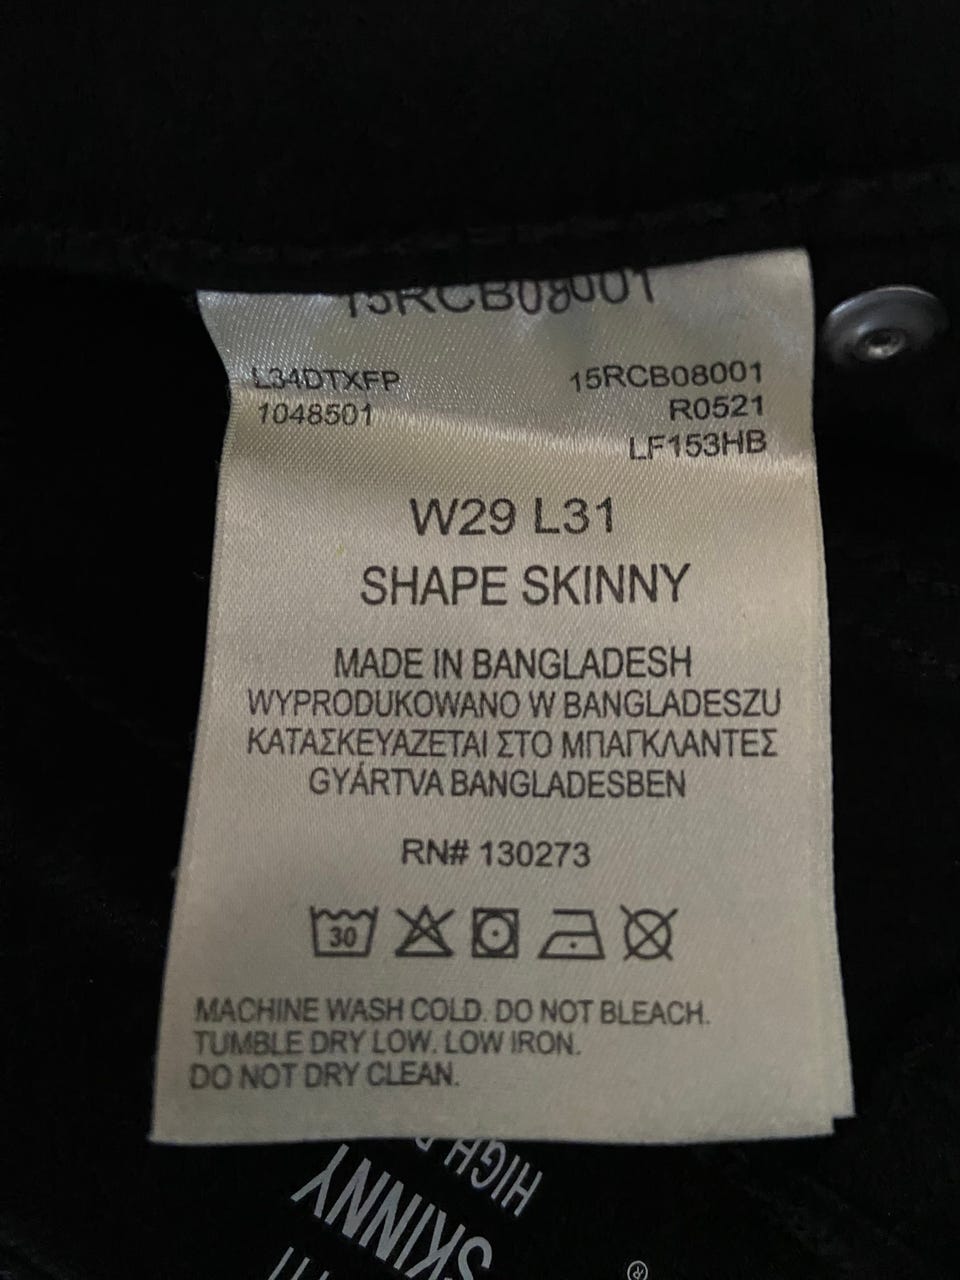 15RCB08001
L34DTXFP
1048501
15RCB08001
R0521
LF153HB
W29 L31
SHAPE SKINNY
MADE IN BANGLADESH
WYPRODUKOWANO W BANGLADESZU
ΚΑΤΑΣΚΕΥΑΖΕΤΑΙ ΣΤΟ ΜΠΑΓΚΛΑΝΤΕΣ
GYÁRTVA BANGLADESBEN
RN# 130273
30
MACHINE WASH COLD. DO NOT BLEACH.
TUMBLE DRY LOW. LOW IRON.
DO NOT DRY CLEAN.
HIGH
SKINNY
®